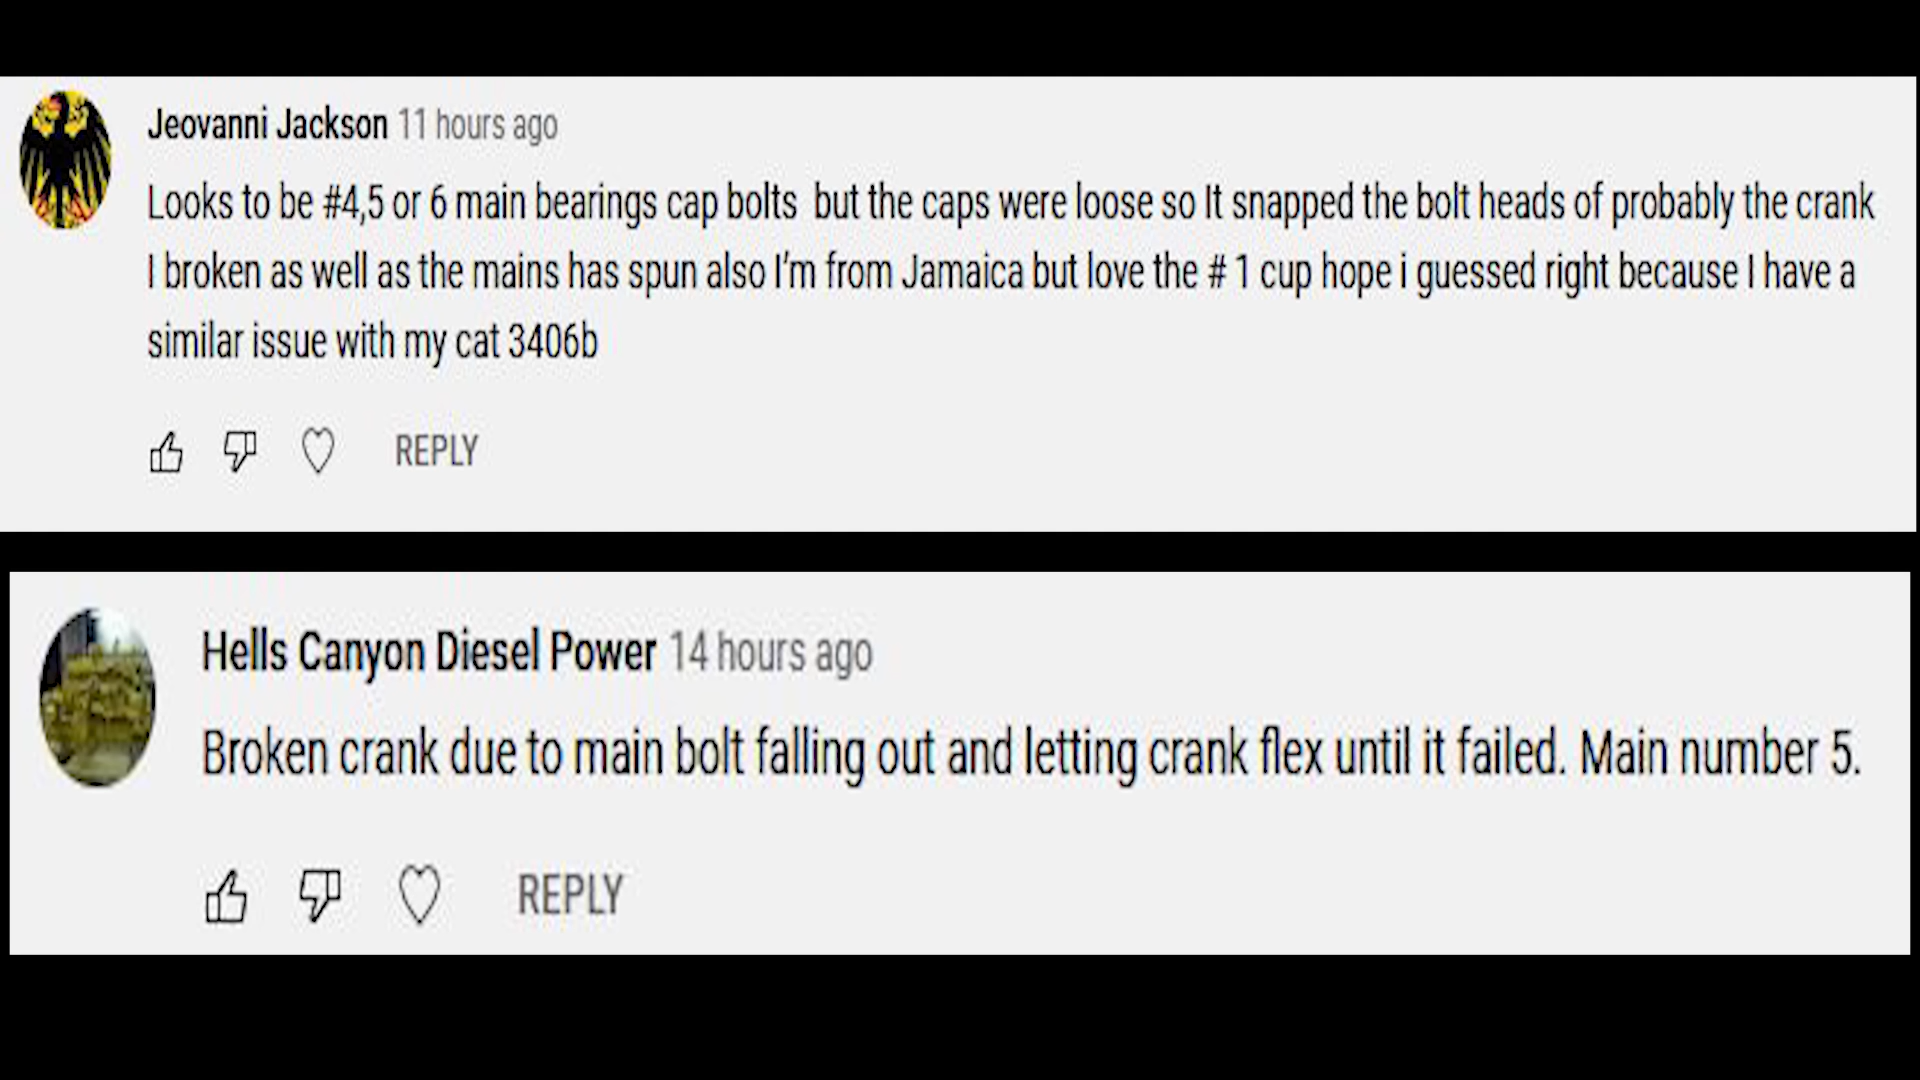 Jeovanni Jackson 11 hours ago
Looks to be #4,5 or 6 main bearings cap bolts  but the caps were loose so It snapped the bolt heads of probably the crank
I broken as well as the mains has spun also I'm from Jamaica but love the # 1 cup hope i guessed right because I have a
similar issue with my cat 3406b
REPLY
Hells Canyon Diesel Power 14 hours ago
Broken crank due to main bolt falling out and letting crank flex until it failed. Main number 5.
REPLY